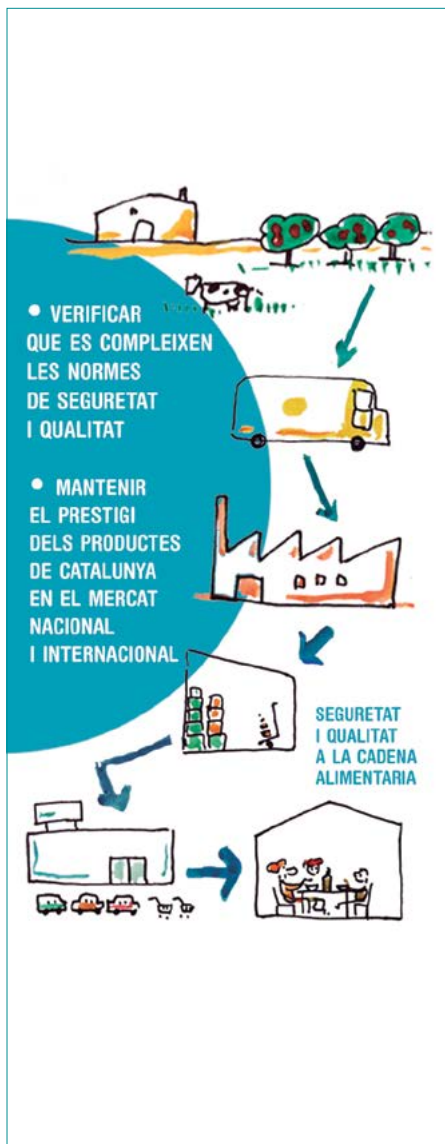 • VERIFICAR
QUE ES COMPLEIXEN
LES NORMES
DE SEGURETAT
I QUALITAT
• MANTENIR
EL PRESTIGI
DELS PRODUCTES
DE CATALUNYA
EN EL MERCAT
NACIONAL
I INTERNACIONAL
SEGURETAT
I QUALITAT
A LA CADENA
ALIMENTARIA